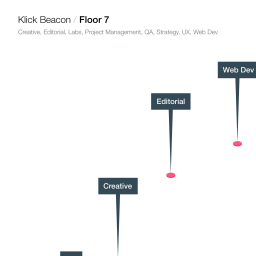 Klick Beacon / Floor 7
Creative, Editorial, Labs, Project Management, QA, Strategy, UX, Web Dev
Web Dev
Editorial
Creative